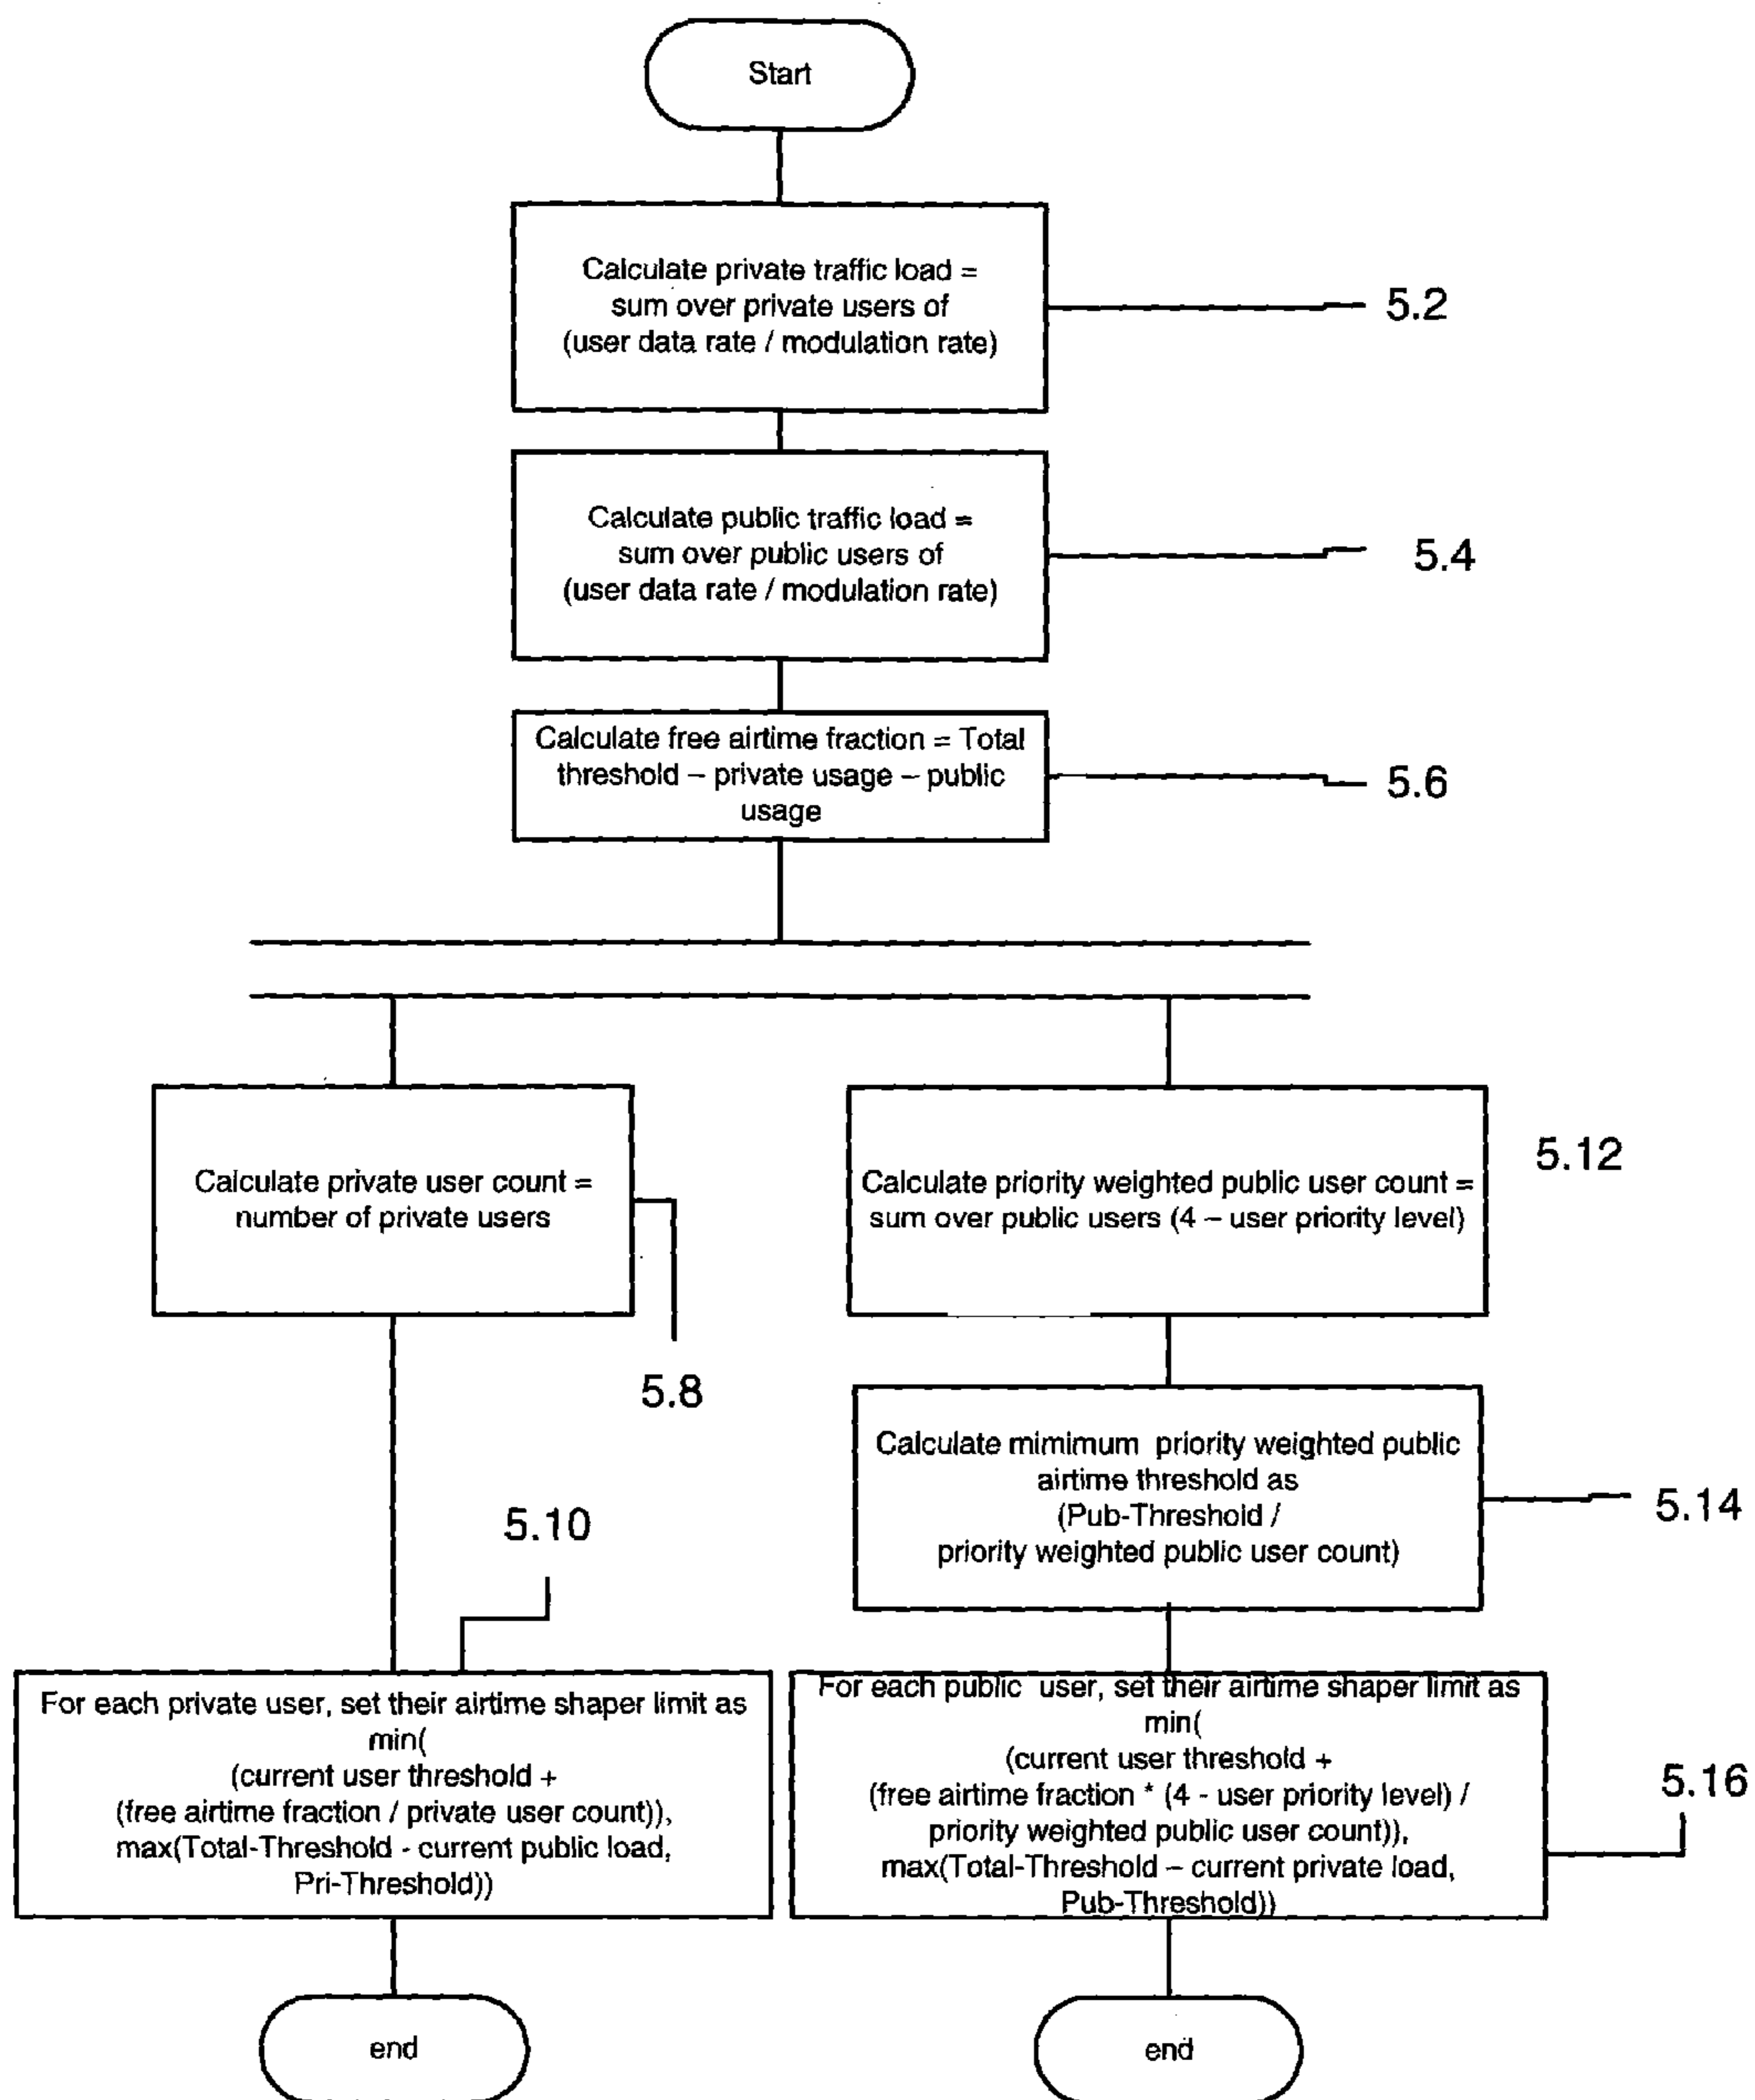 Start
Calculate private traffic load =
sum over private users of
(user data rate / modulation rate)
5.2
Calculate public traffic load =
sum over public users of
(user data rate / modulation rate)
5.4
Calculate free airtime fraction = Total
threshold – private usage – public
usage
5.6
Calculate private user count =
number of private users
5.8
5.10
For each private user, set their airtime shaper limit as
min(
(current user threshold +
(free airtime fraction / private user count)),
max(Total-Threshold - current public load,
Pri-Threshold))
end
Calculate priority weighted public user count =
sum over public users (4 – user priority level)
5.12
Calculate mimimum priority weighted public
airtime threshold as
(Pub-Threshold /
priority weighted public user count)
5.14
For each public user, set their airtime shaper limit as
min(
(current user threshold +
(free airtime fraction * (4 - user priority level) /
priority weighted public user count)),
max(Total-Threshold – current private load,
Pub-Threshold))
5.16
end